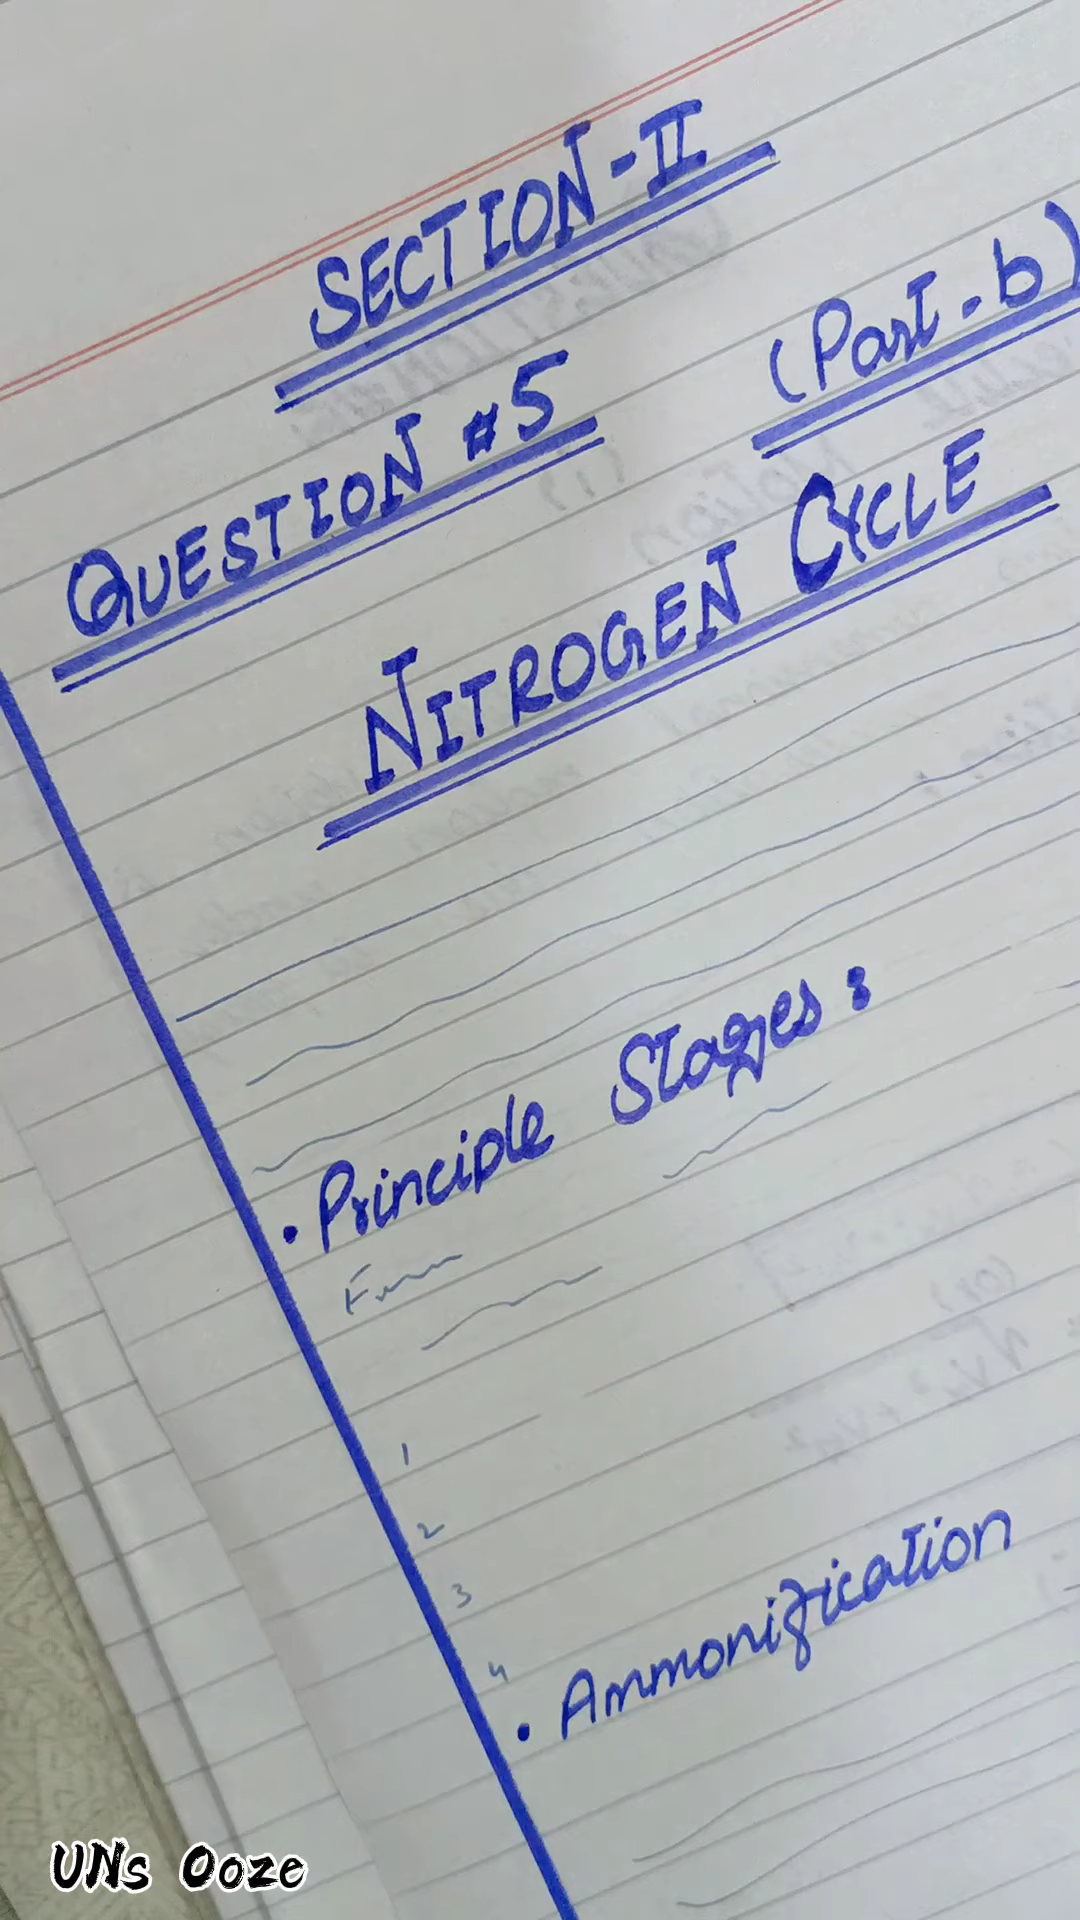 SECTION-II
QUESTION #5 (Part-b)
NITROGEN CYCLE
• Principle Stages:
1
2
3
4
• Ammonification
UNs Ooze